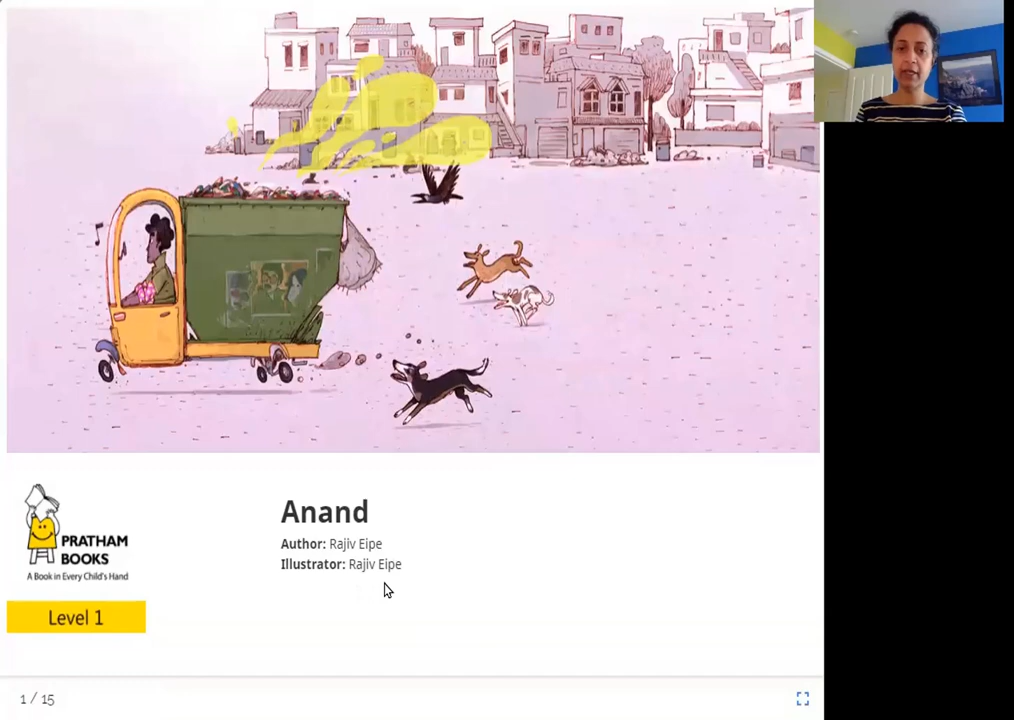 PRATHAM
BOOKS
A Book in Every Child's Hand
Level 1
Anand
Author: Rajiv Eipe
Illustrator: Rajiv Eipe
1 / 15